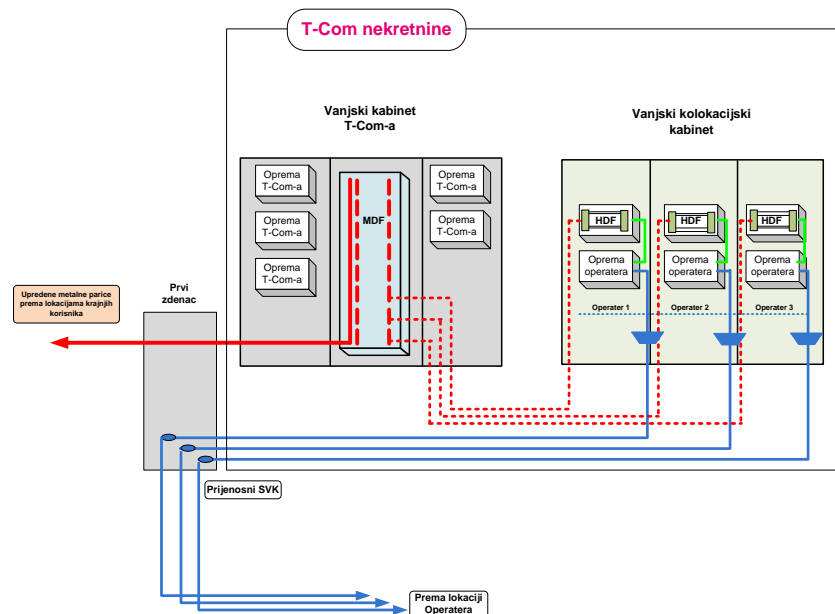 T-Com nekretnine
Vanjski kabinet
T-Com-a
Vanjski kolokacijski
kabinet
Oprema
T-Com-a
Oprema
T-Com-a
Oprema
T-Com-a
MDF
Oprema
T-Com-a
Oprema
T-Com-a
HDF
HDF
HDF
Oprema
operatera
Oprema
operatera
Oprema
operatera
Operater 1
Operater 2
Operater 3
Upredene metalne parice
prema lokacijama krajnjih
korisnika
Prvi
zdenac
Prijenosni SVK
Prema lokaciji
Operatera